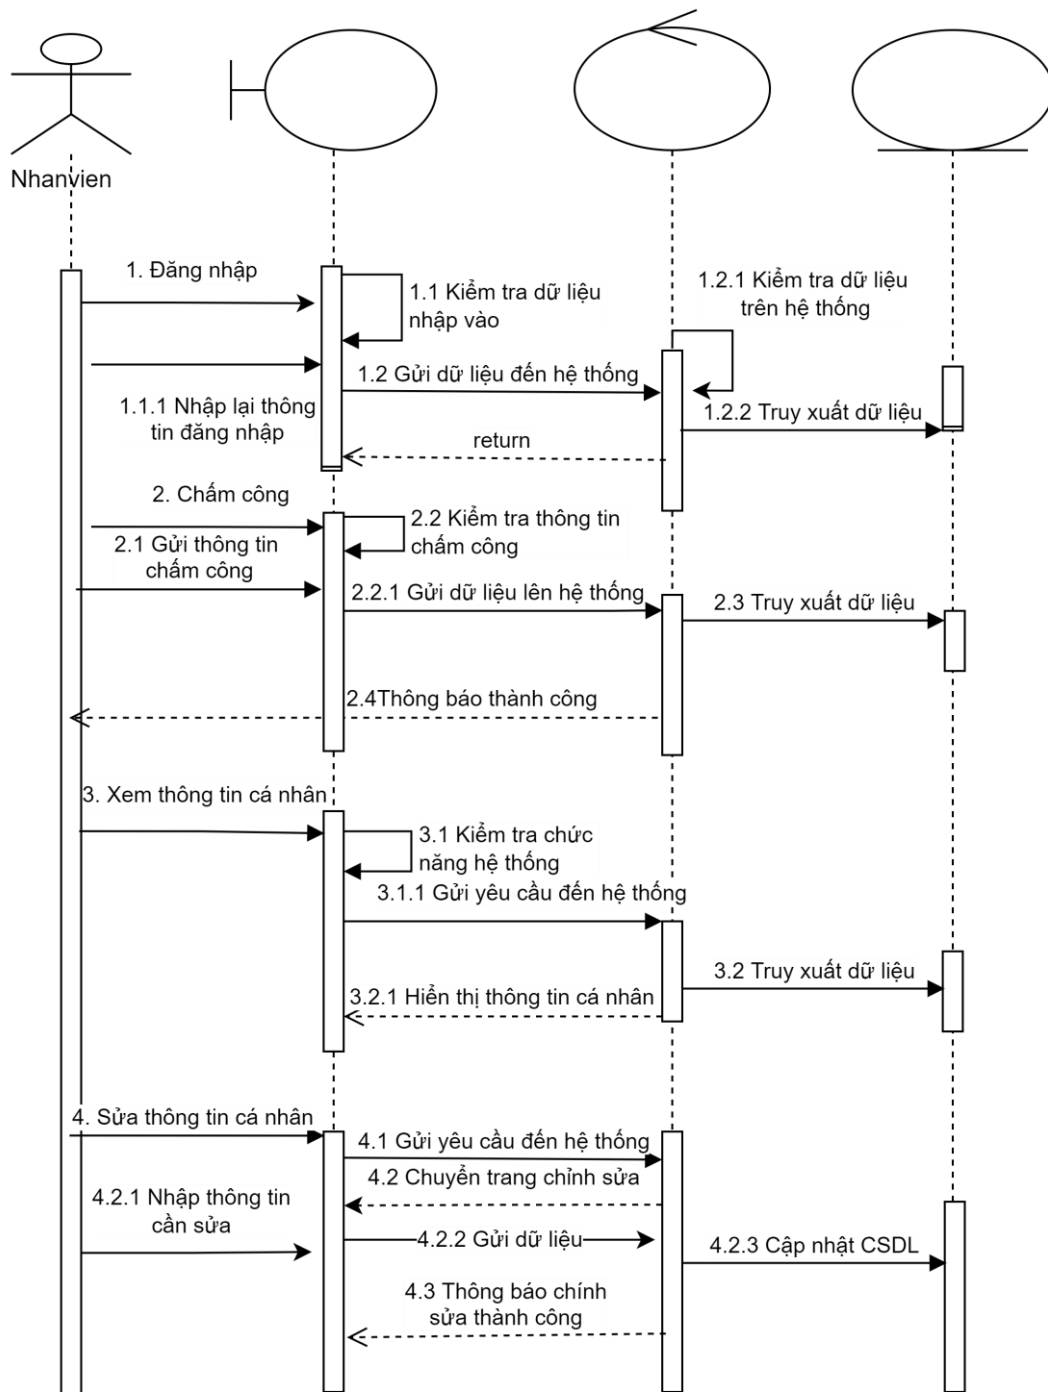 Nhanvien
1. Đăng nhập
1.1 Kiểm tra dữ liệu
nhập vào
1.2.1 Kiểm tra dữ liệu
trên hệ thống
1.2 Gửi dữ liệu đến hệ thống
1.1.1 Nhập lại thông
tin đăng nhập
1.2.2 Truy xuất dữ liệu
return
2. Chấm công
2.2 Kiểm tra thông tin
chấm công
2.1 Gửi thông tin
chấm công
2.2.1 Gửi dữ liệu lên hệ thống
2.3 Truy xuất dữ liệu
2.4Thông báo thành công
3. Xem thông tin cá nhân
3.1 Kiểm tra chức
năng hệ thống
3.1.1 Gửi yêu cầu đến hệ thống
3.2 Truy xuất dữ liệu
3.2.1 Hiển thị thông tin cá nhân
4. Sửa thông tin cá nhân
4.1 Gửi yêu cầu đến hệ thống
4.2 Chuyển trang chỉnh sửa
4.2.1 Nhập thông tin
cần sửa
4.2.2 Gửi dữ liệu
4.2.3 Cập nhật CSDL
4.3 Thông báo chính
sửa thành công